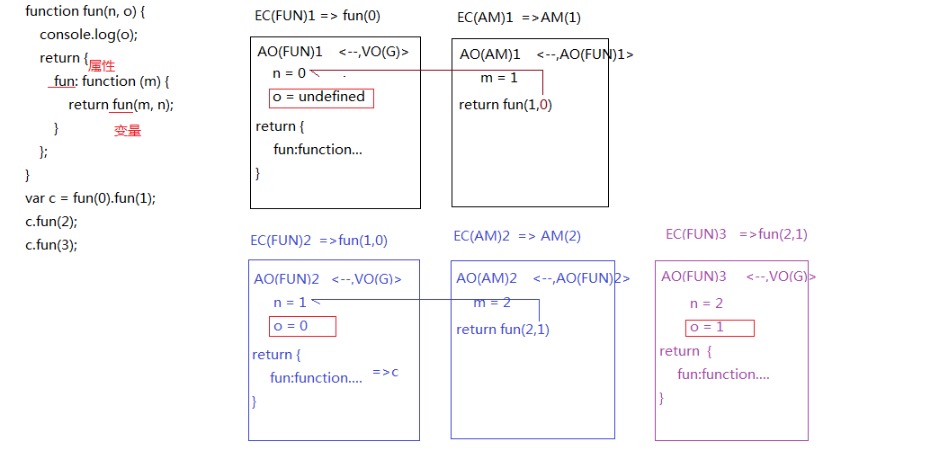 function fun(n, o) {
console.log(o);
return {
属性
fun: function (m) {
return fun(m, n);
}
变量
};
}
var c = fun(0).fun(1);
c.fun(2);
c.fun(3);
EC(FUN)1 => fun(0)
AO(FUN)1 <--,VO(G)>
n = 0
o = undefined
return {
fun:function...
}
EC(AM)1 =>AM(1)
AO(AM)1 <--,AO(FUN)1>
m = 1
return fun(1,0)
EC(FUN)2 =>fun(1,0)
AO(FUN)2 <--,VO(G)>
n = 1
o = 0
return {
fun:function.... =>c
}
EC(AM)2 => AM(2)
AO(AM)2 <--,AO(FUN)2>
m = 2
return fun(2,1)
EC(FUN)3 =>fun(2,1)
AO(FUN)3 <--,VO(G)>
n = 2
o = 1
return {
fun:function....
}